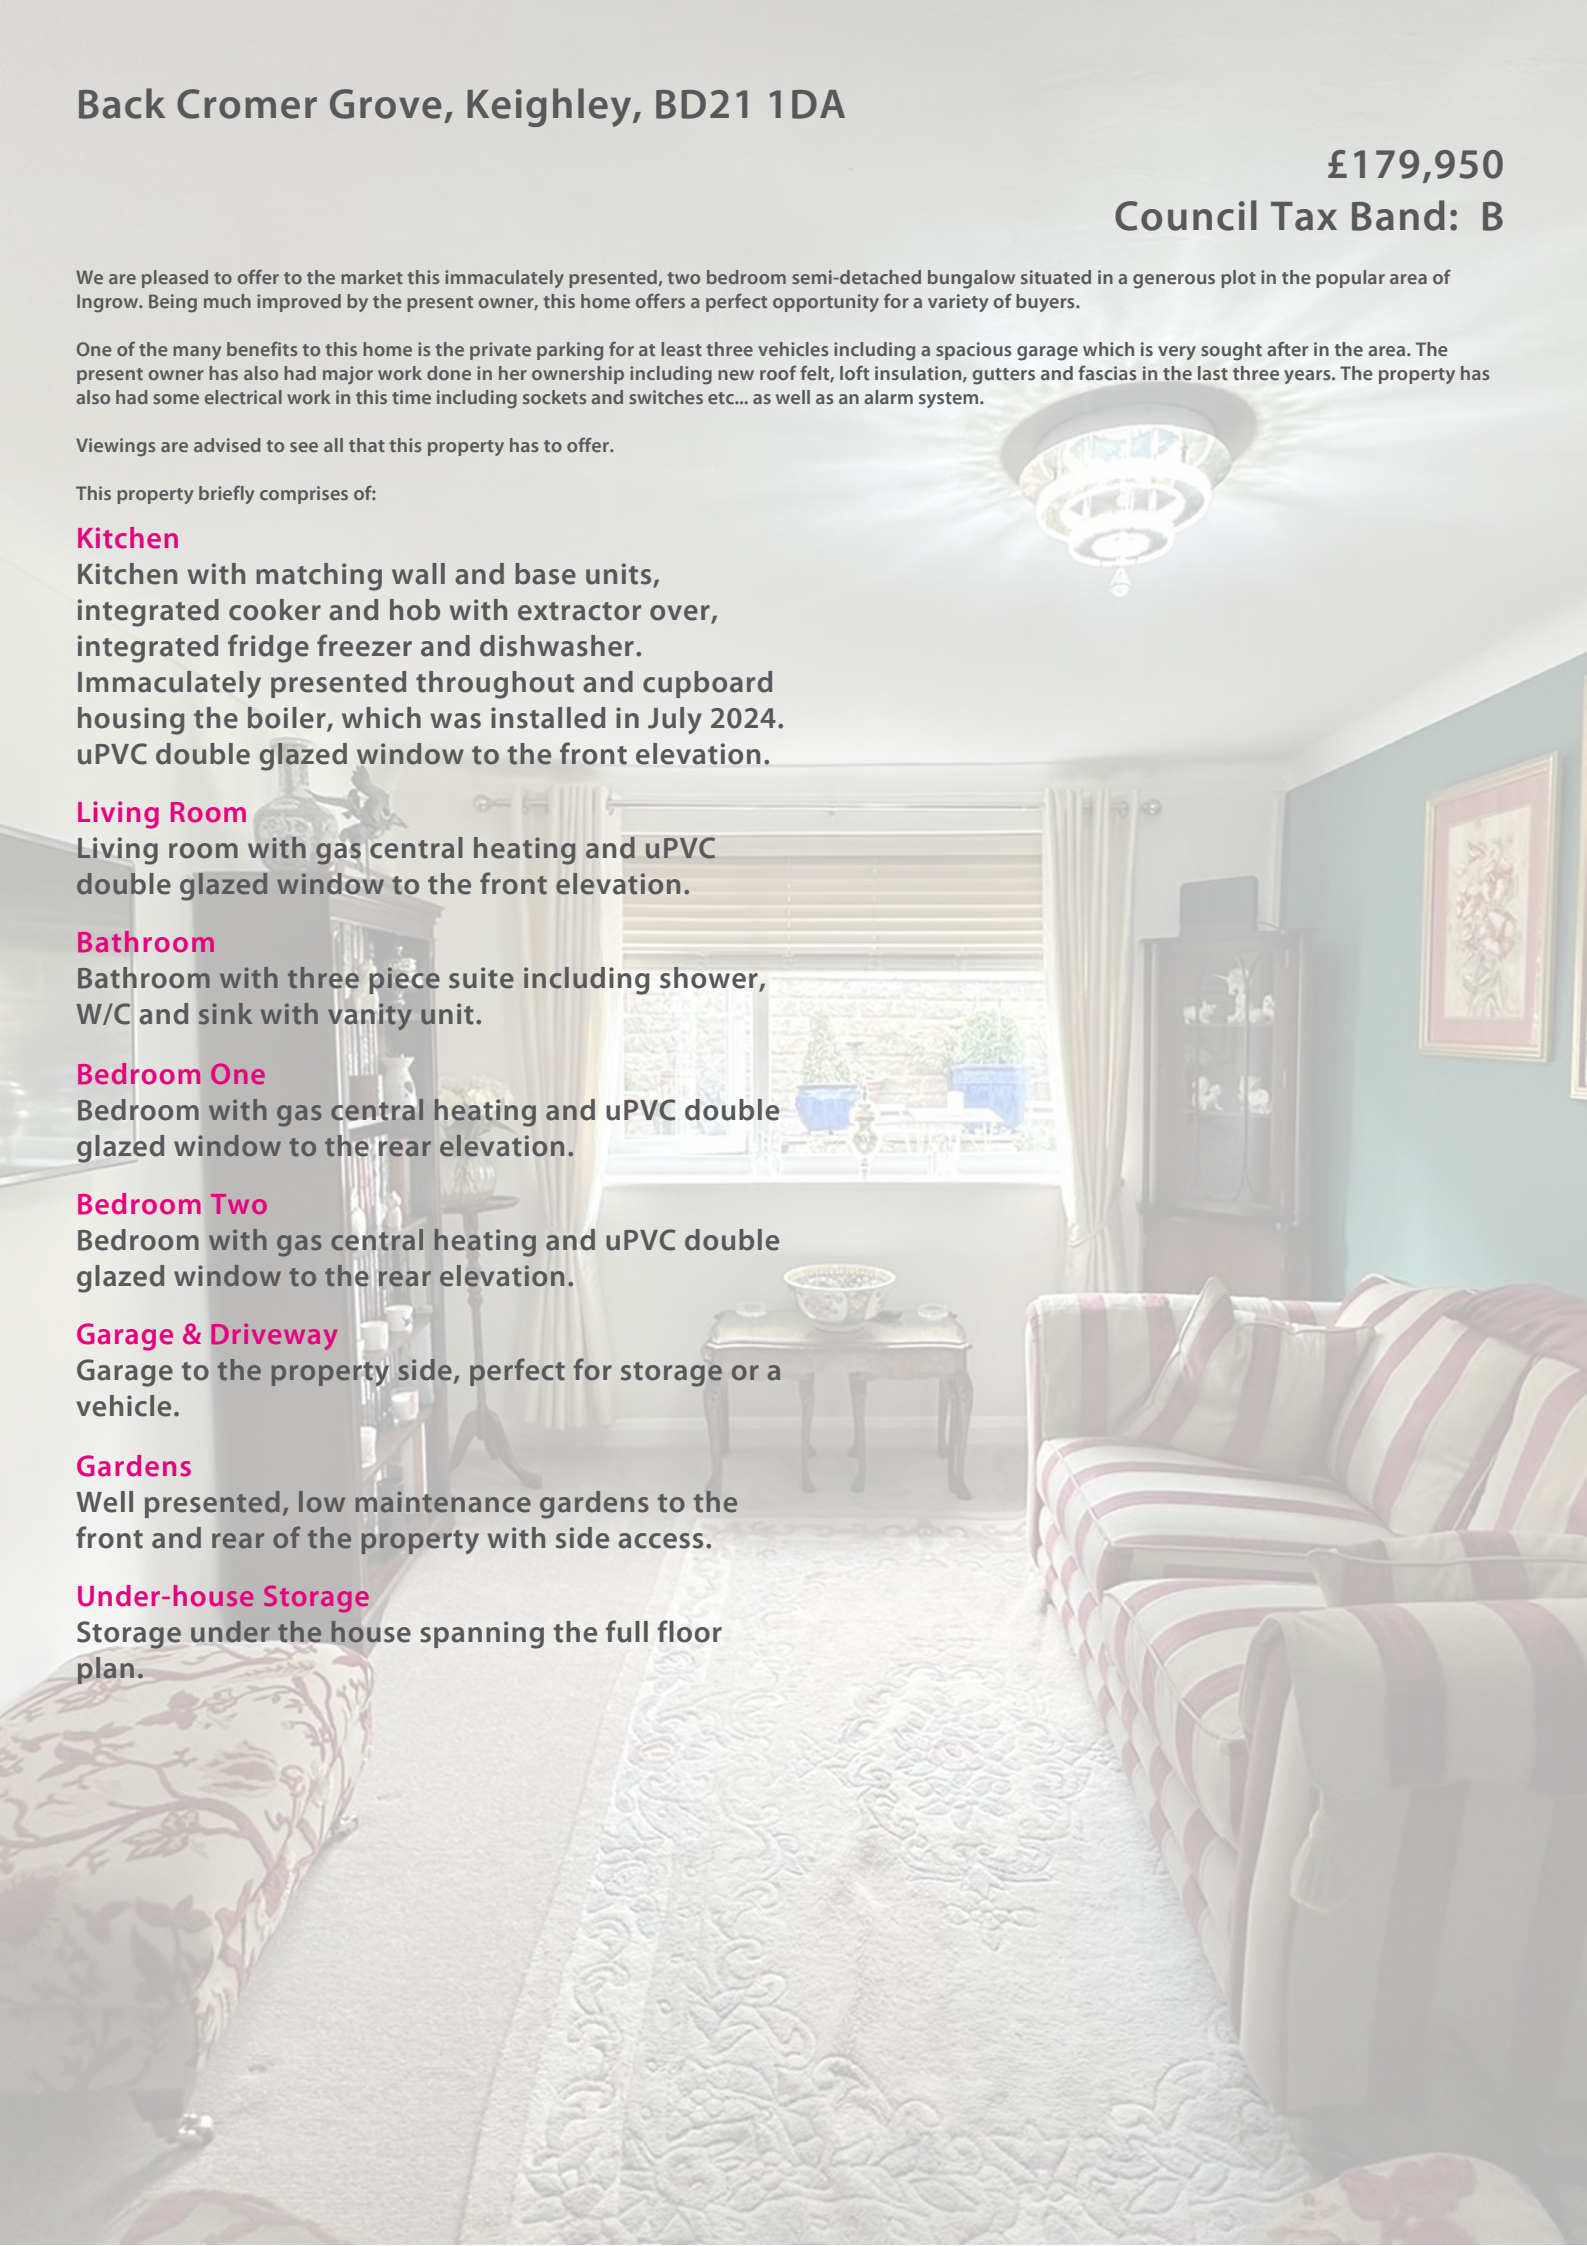 Back Cromer Grove, Keighley, BD21 1DA
£179,950
Council Tax Band: B
We are pleased to offer to the market this immaculately presented, two bedroom semi-detached bungalow situated in a generous plot in the popular area of
Ingrow. Being much improved by the present owner, this home offers a perfect opportunity for a variety of buyers.
One of the many benefits to this home is the private parking for at least three vehicles including a spacious garage which is very sought after in the area. The
present owner has also had major work done in her ownership including new roof felt, loft insulation, gutters and fascias in the last three years. The property has
also had some electrical work in this time including sockets and switches etc... as well as an alarm system.
Viewings are advised to see all that this property has to offer.
This property briefly comprises of:
Kitchen
Kitchen with matching wall and base units,
integrated cooker and hob with extractor over,
integrated fridge freezer and dishwasher.
Immaculately presented throughout and cupboard
housing the boiler, which was installed in July 2024.
uPVC double glazed window to the front elevation.
Living Room
Living room with gas central heating and uPVC
double glazed window to the front elevation.
Bathroom
Bathroom with three piece suite including shower,
W/C and sink with vanity unit.
Bedroom One
Bedroom with gas central heating and uPVC double
glazed window to the rear elevation.
Bedroom Two
Bedroom with gas central heating and uPVC double
glazed window to the rear elevation.
Garage & Driveway
Garage to the property side, perfect for storage or a
vehicle.
Gardens
Well presented, low maintenance gardens to the
front and rear of the property with side access.
Under-house Storage
Storage under the house spanning the full floor
plan.